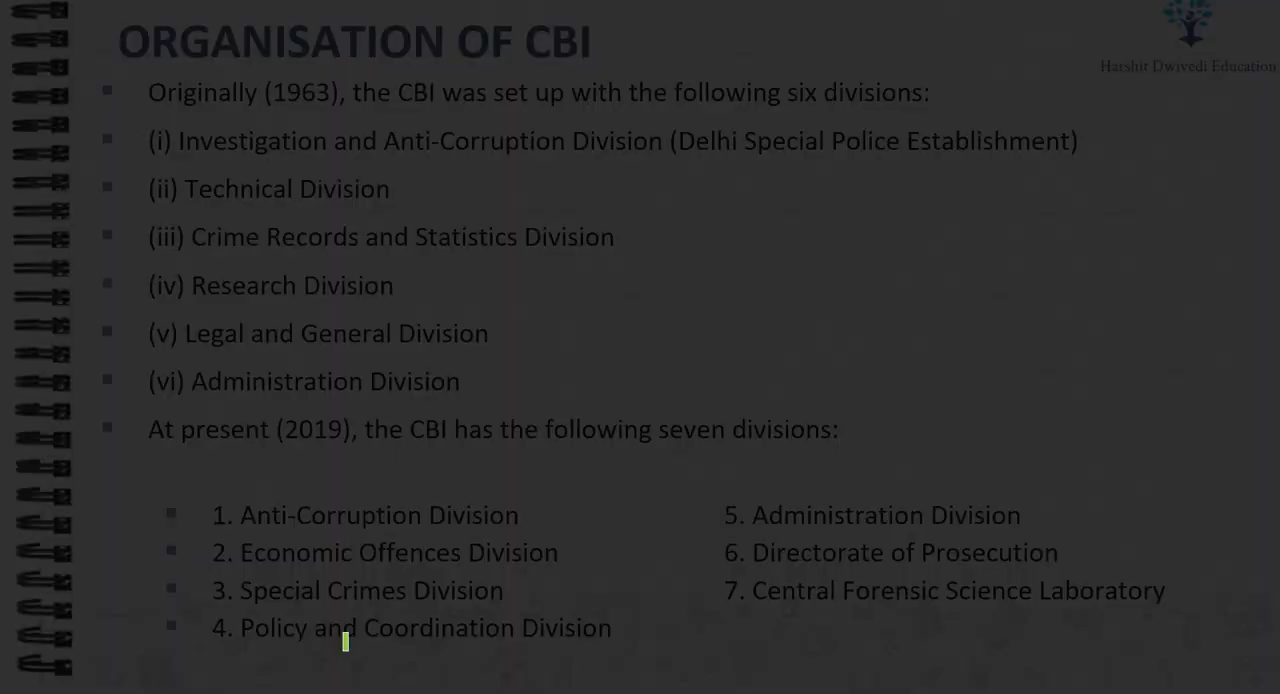 ORGANISATION OF CBI
Harshit Dwivedi Education
Originally (1963), the CBI was set up with the following six divisions:
(i) Investigation and Anti-Corruption Division (Delhi Special Police Establishment)
(ii) Technical Division
(iii) Crime Records and Statistics Division
(iv) Research Division
(v) Legal and General Division
(vi) Administration Division
At present (2019), the CBI has the following seven divisions:
1. Anti-Corruption Division
2. Economic Offences Division
3. Special Crimes Division
4. Policy and Coordination Division
5. Administration Division
6. Directorate of Prosecution
7. Central Forensic Science Laboratory